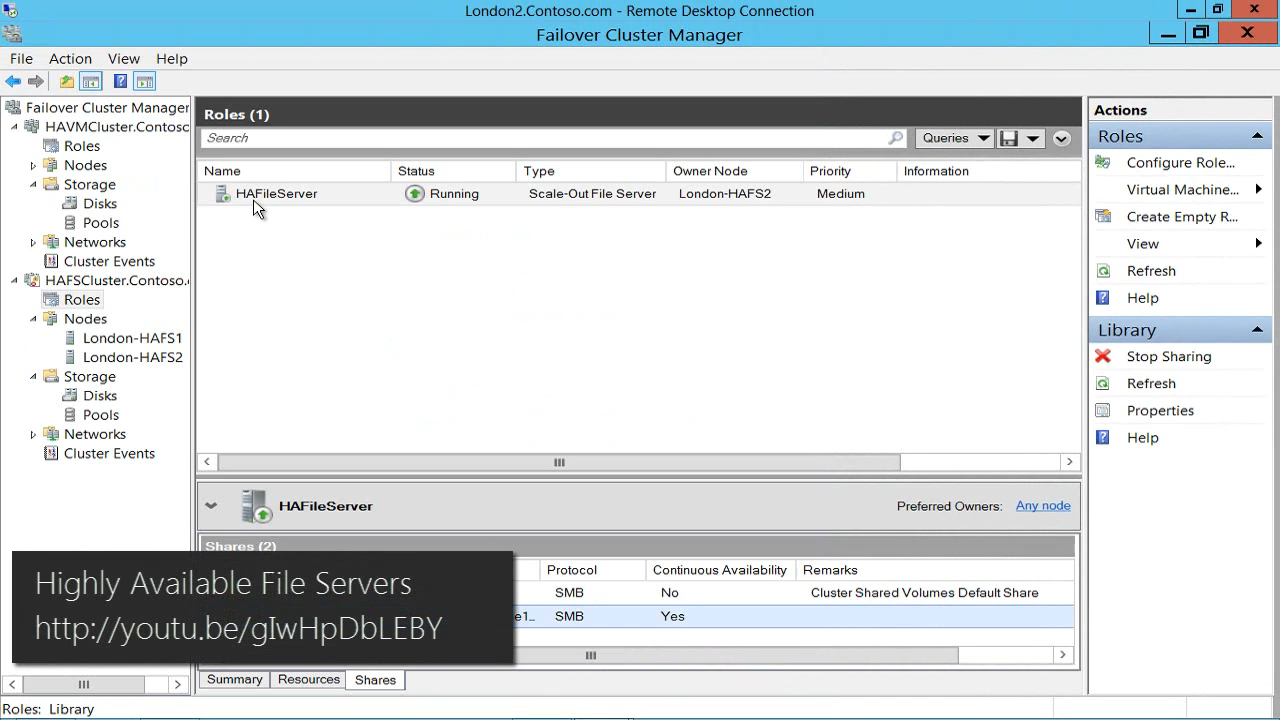 London2.Contoso.com - Remote Desktop Connection
Failover Cluster Manager
File Action View Help
Failover Cluster Manager
HAVMCluster.Contoso
Roles
Nodes
Storage
Disks
Pools
Networks
Cluster Events
HAFSCluster.Contoso.
Roles
Nodes
London-HAFS1
London-HAFS2
Storage
Disks
Pools
Networks
Cluster Events
Roles (1)
Search
Queries
Name Status Type Owner Node Priority Information
HAFileServer Running Scale-Out File Server London-HAFS2 Medium
HAFileServer
Preferred Owners: Any node
Shares (2)
Protocol Continuous Availability Remarks
SMB No Cluster Shared Volumes Default Share
e1_ SMB Yes
Summary Resources Shares
Actions
Roles
Configure Role...
Virtual Machine...
Create Empty R...
View
Refresh
Help
Library
Stop Sharing
Refresh
Properties
Help
Highly Available File Servers
http://youtu.be/gIwHpDbLEBY
Roles: Library